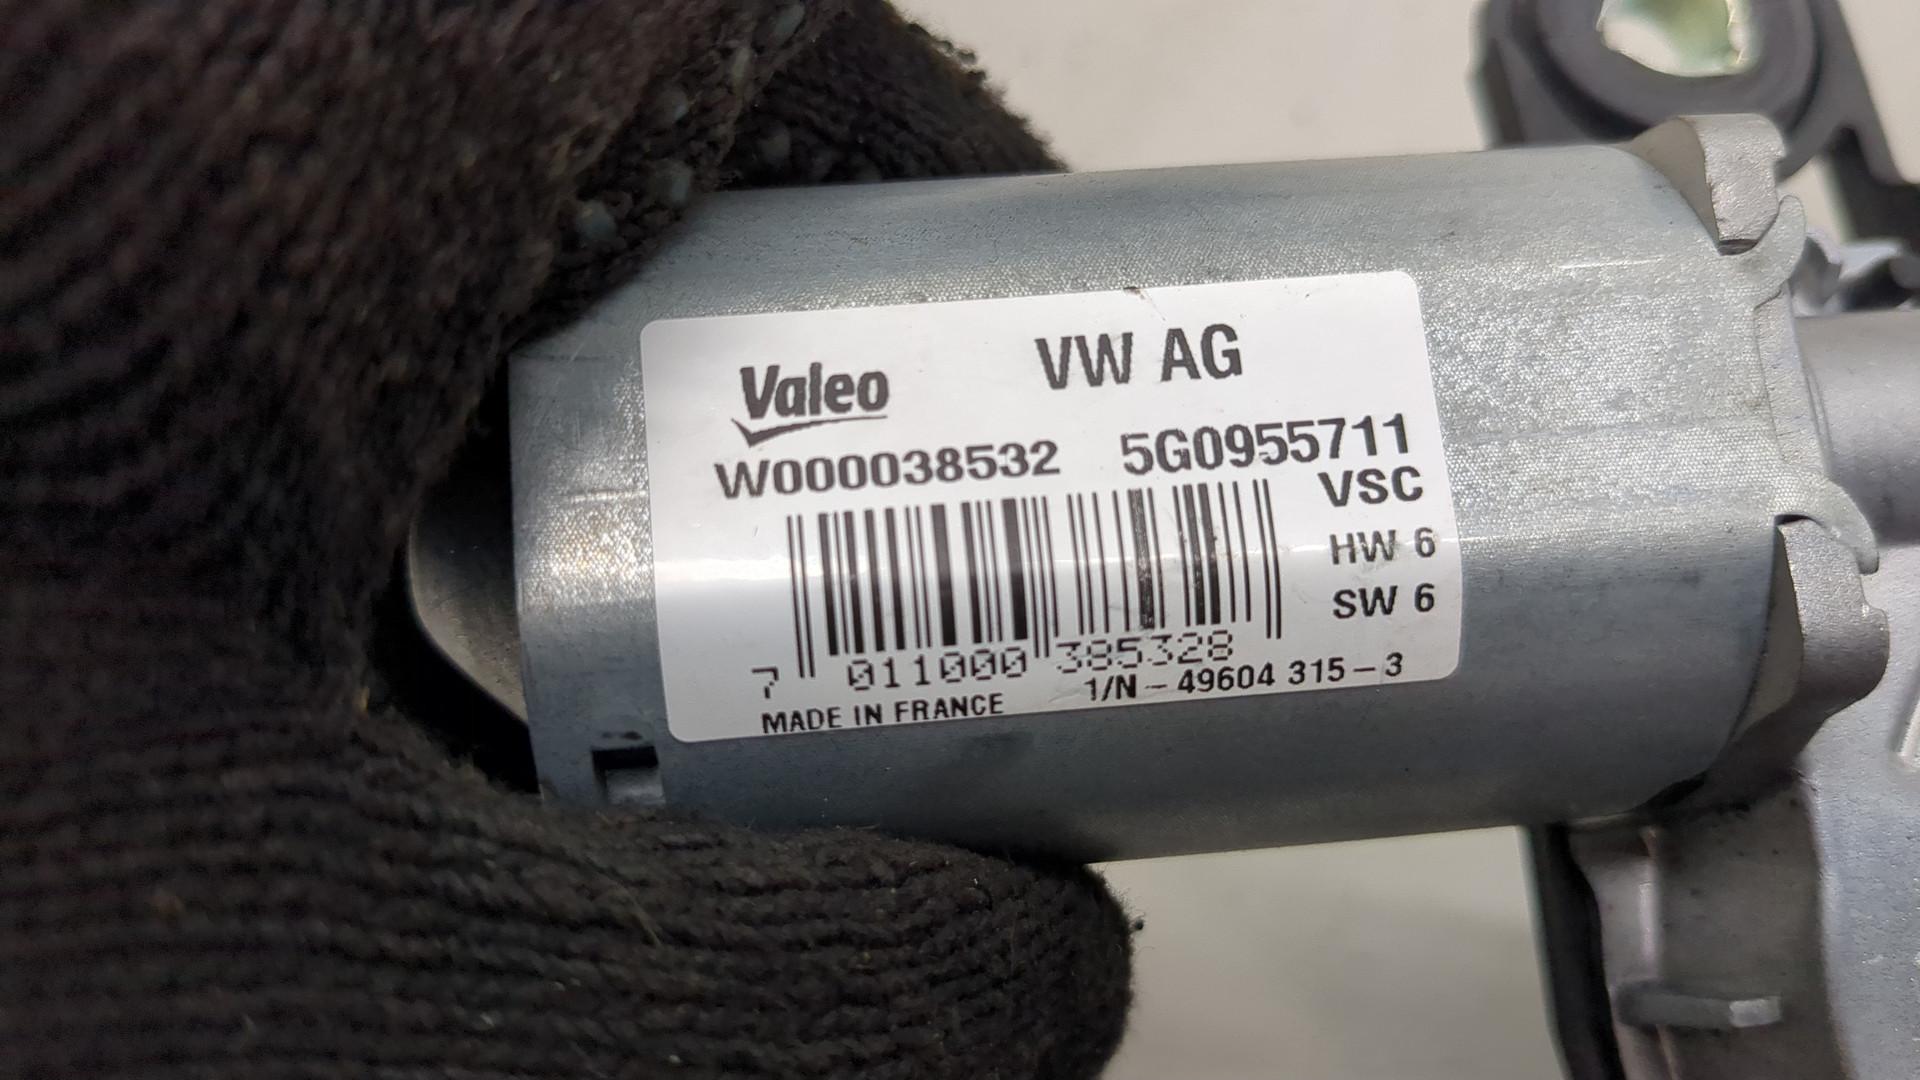 Valeo VW AG
W000038532 5G0955711
VSC
HW 6
SW 6
7 011000 385328
1/N - 49604 315 - 3
MADE IN FRANCE